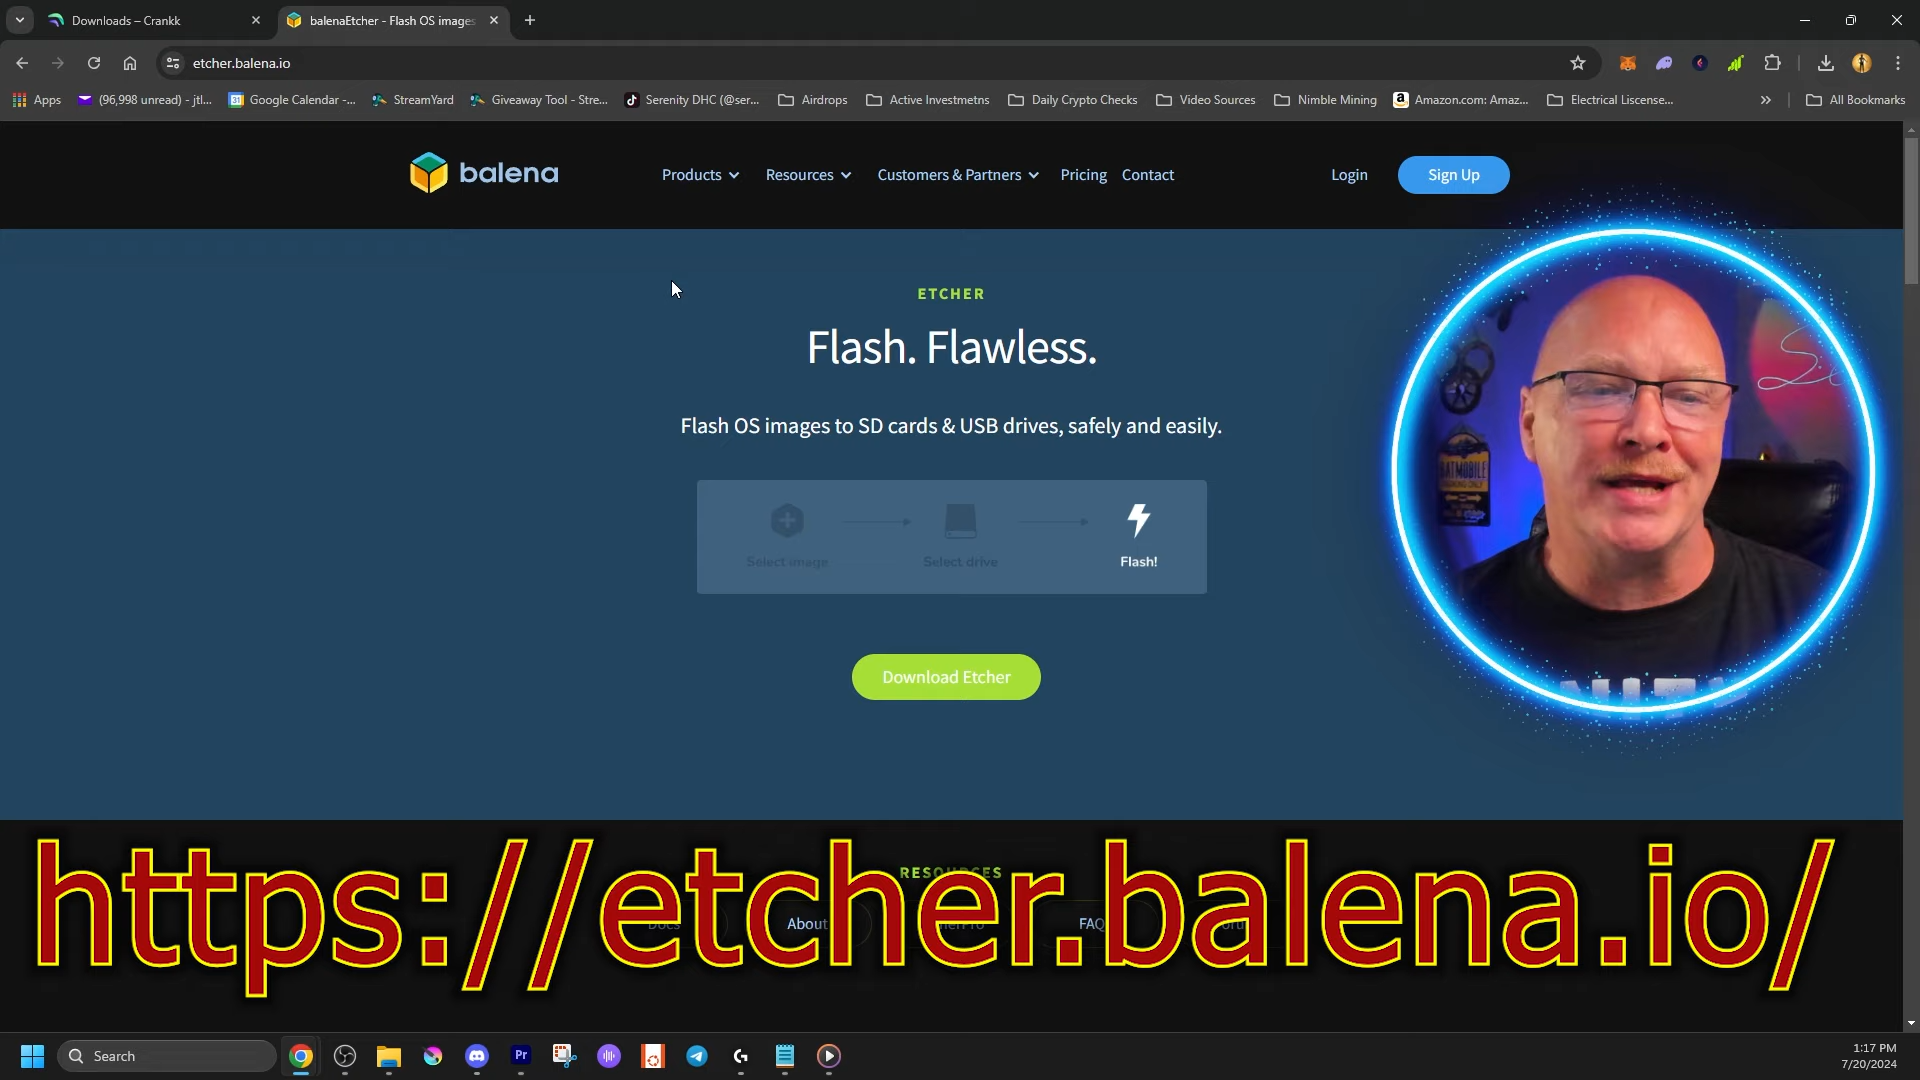 Downloads – Crankk
balenaEtcher - Flash OS images
etcher.balena.io
Apps
(96,998 unread) - jtl...
Google Calendar -...
StreamYard
Giveaway Tool - Stre...
Serenity DHC (@ser...
Airdrops
Active Investmetns
Daily Crypto Checks
Video Sources
Nimble Mining
Amazon.com: Amaz...
Electrical Liscense...
All Bookmarks
balena
Products
Resources
Customers & Partners
Pricing
Contact
Login
Sign Up
ETCHER
Flash. Flawless.
Flash OS images to SD cards & USB drives, safely and easily.
Select image
Select drive
Flash!
Download Etcher
BATMOBILE
RESOURCES
https://etcher.balena.io/
Docs
About
FAQ
Search
Pr
1:17 PM
7/20/2024